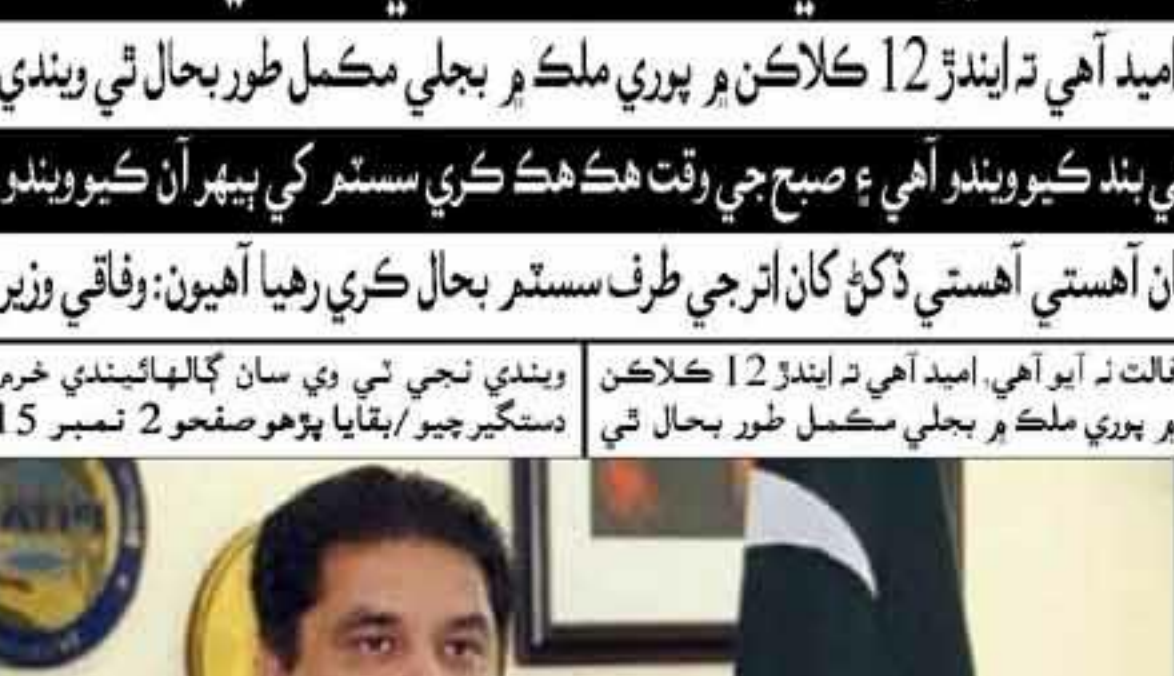 اميد آهي ته ايندڙ 12 ڪلاڪن ۾ پوري ملڪ ۾ بجلي مڪمل طور بحال ٿي ويندي
بند ڪيو ويندو آهي ۽ صبح جي وقت هڪ هڪ ڪري سسٽم کي ٻيهر آن ڪيو ويندو
آهستي آهستي ڏکڻ کان اتر جي طرف سسٽم بحال ڪري رهيا آهيون: وفاقي وزير
نه آيو آهي، اميد آهي ته ايندڙ 12 ڪلاڪن
۾ پوري ملڪ ۾ بجلي مڪمل طور بحال ٿي
ويندي نجي ٽي وي سان ڳالهائيندي خرم
دستگير چيو/بقايا پڙهو صفحو 2 نمبر 15